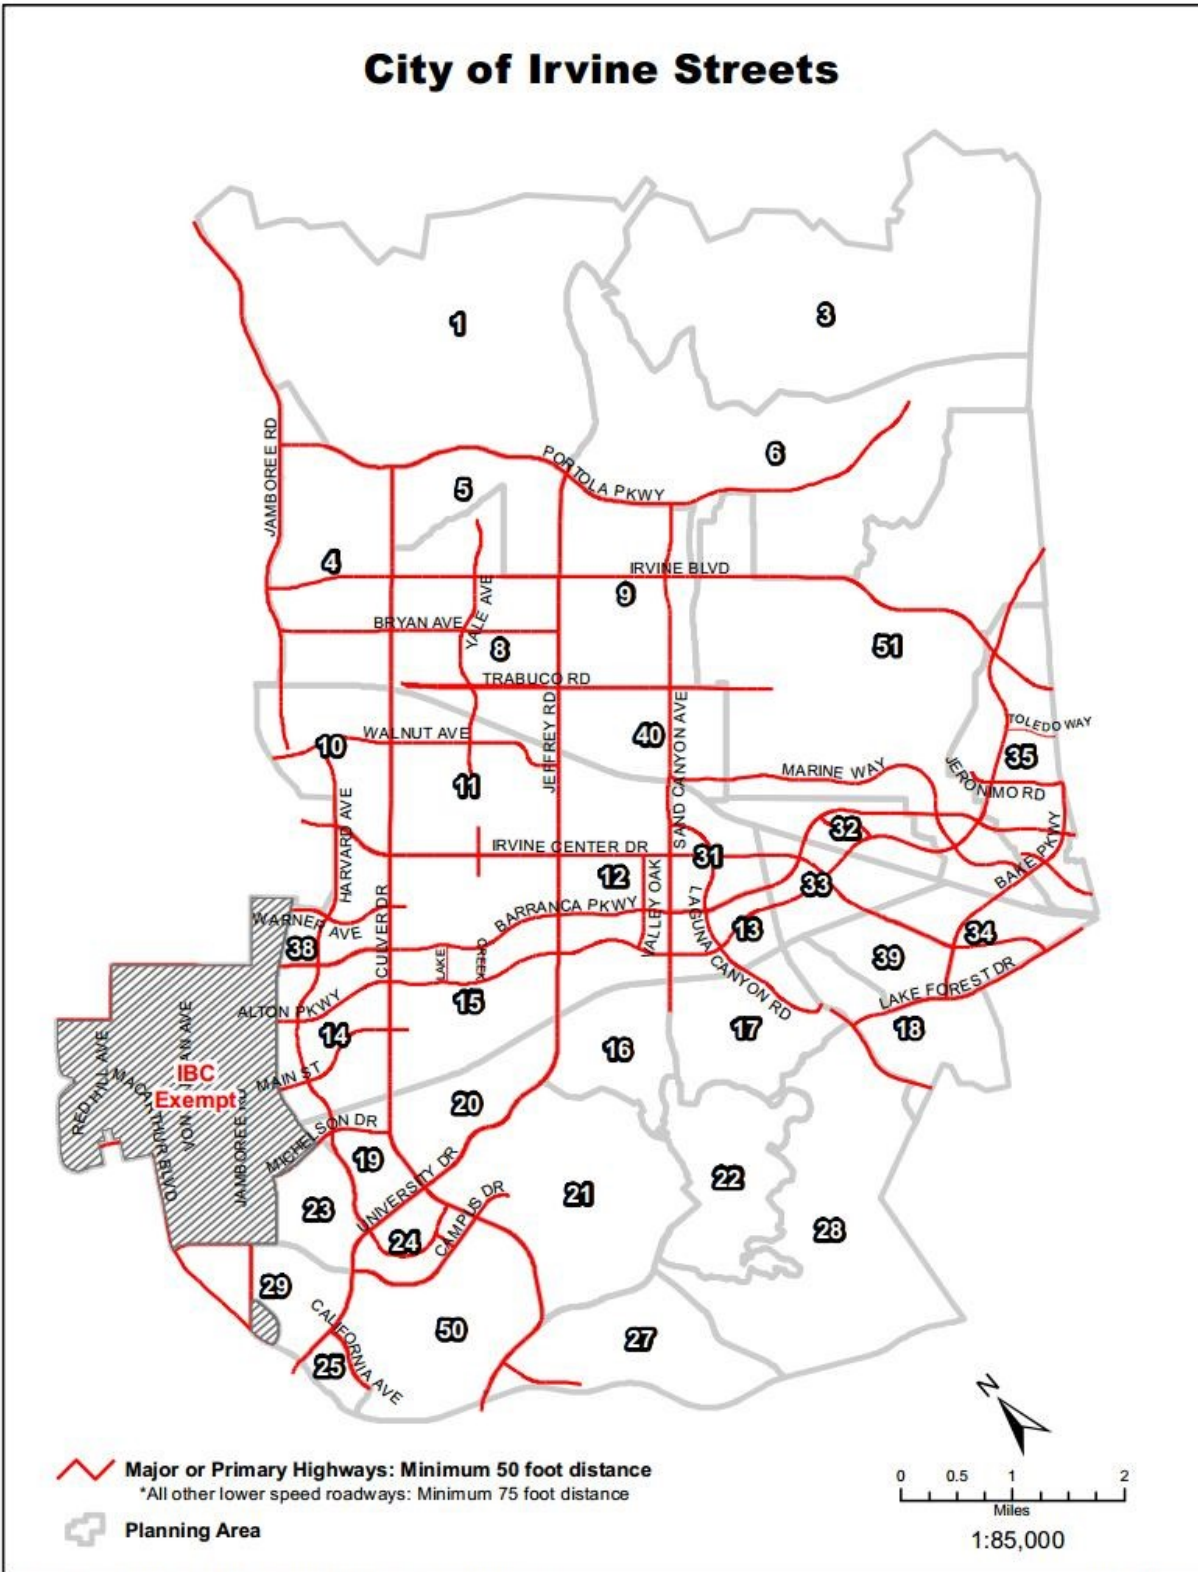 City of Irvine Streets
1
3
JAMBOREE RD
PORTOLA PKWY
6
5
4
IRVINE BLVD
9
YALE AVE
BRYAN AVE
8
51
TRABUCO RD
JEFFREY RD
SAND CANYON AVE
TOLEDO WAY
10
WALNUT AVE
40
35
MARINE WAY
JERONIMO RD
11
HARVARD AVE
32
IRVINE CENTER DR
31
BAKE PKWY
12
VALLEY OAK
33
LAGUNA CANYON RD
BARRANCA PKWY
WARNER AVE
CULVER DR
13
34
38
LAKE
CREEK
39
LAKE FOREST DR
ALTON PKWY
15
14
17
18
16
RED HILL AVE
MACARTHUR BLVD
VON
AN AVE
IBC
Exempt
MAIN ST
JAMBOREE RD
20
MICHELSON DR
19
UNIVERSITY DR
22
21
23
CAMPUS DR
24
28
29
CALIFORNIA AVE
50
27
25
N
Major or Primary Highways: Minimum 50 foot distance
*All other lower speed roadways: Minimum 75 foot distance
Planning Area
0 0.5 1 2
Miles
1:85,000